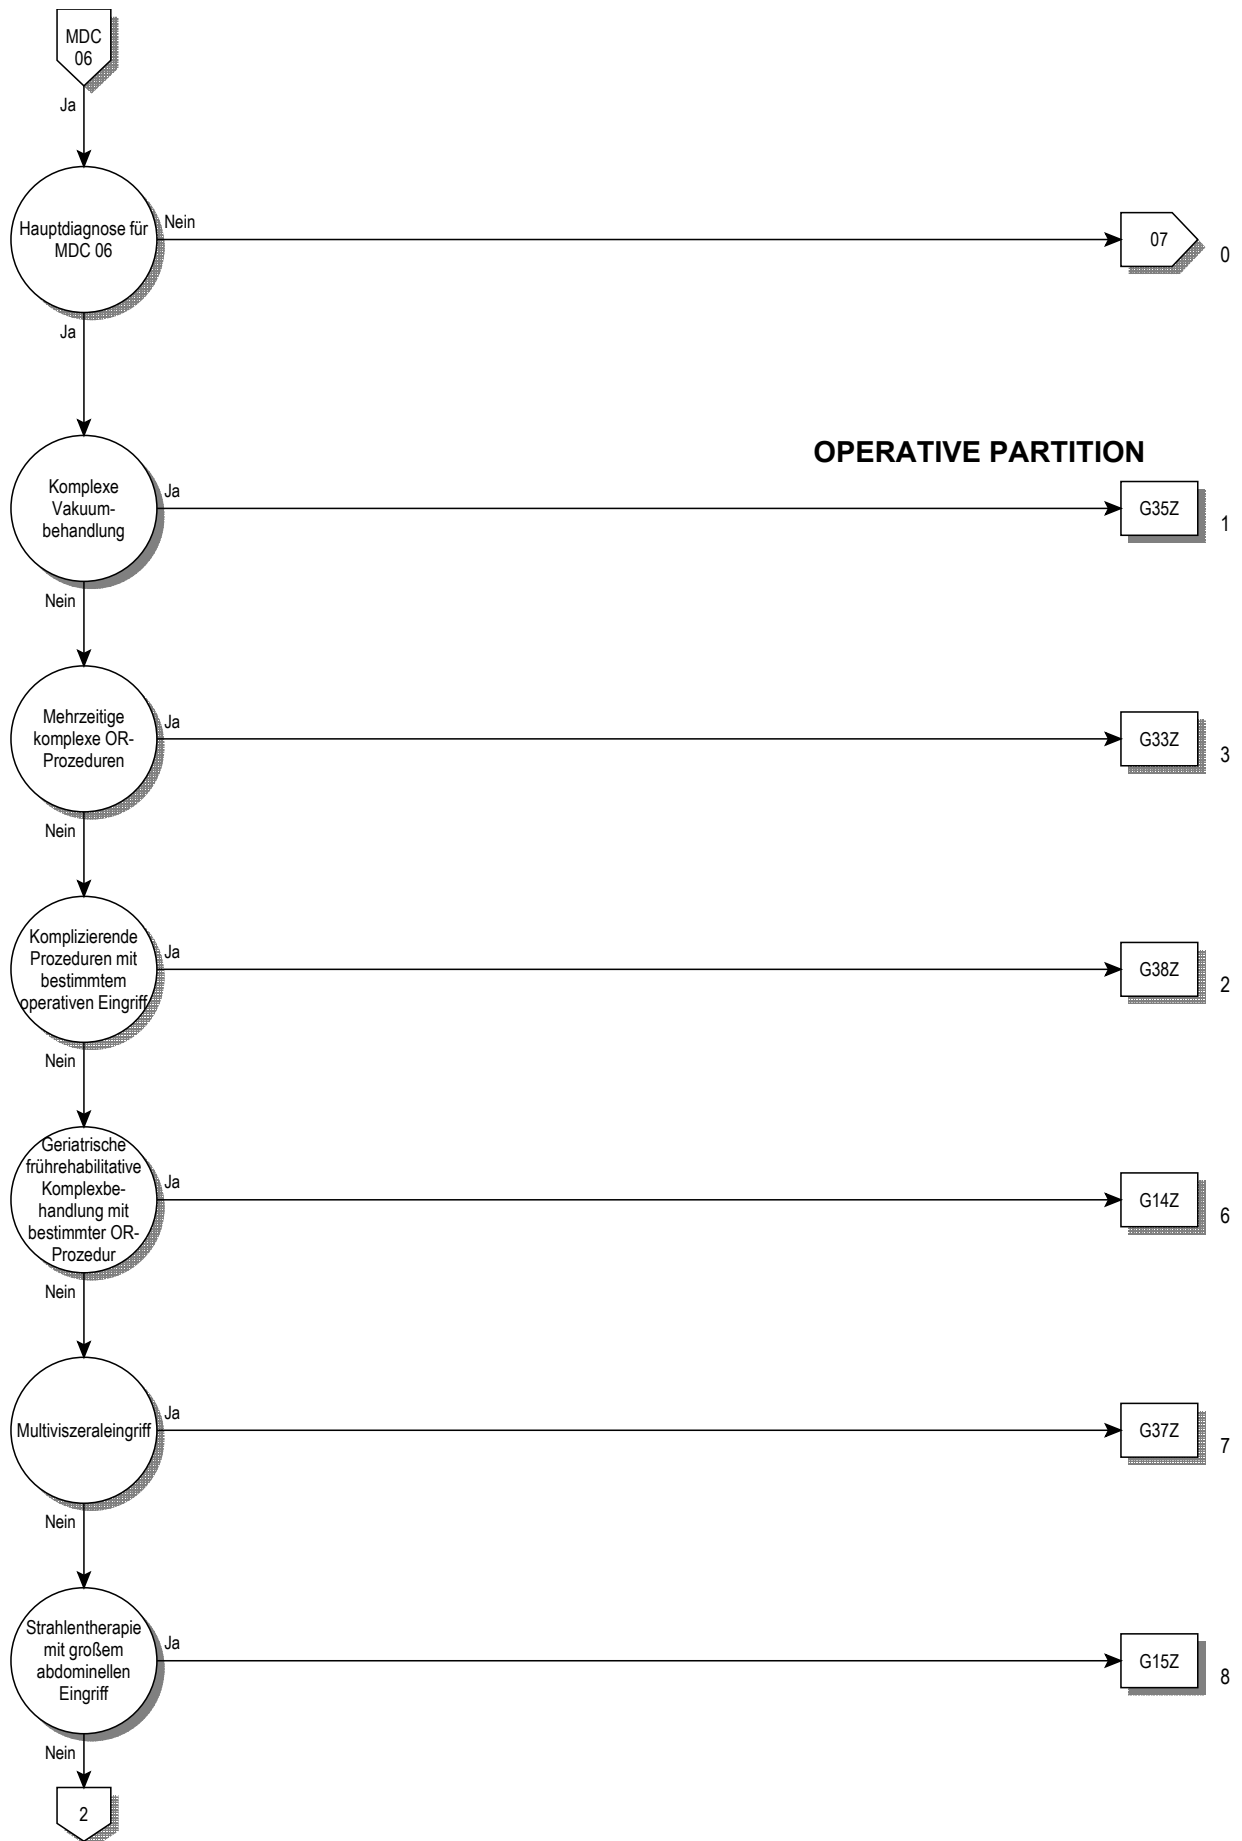 MDC
06
Ja
Hauptdiagnose für
MDC 06
Nein
07
0
Ja
OPERATIVE PARTITION
Komplexe
Vakuum-
behandlung
Ja
G35Z
1
Nein
Mehrzeitige
komplexe OR-
Prozeduren
Ja
G33Z
3
Nein
Komplizierende
Prozeduren mit
bestimmtem
operativen Eingriff
Ja
G38Z
2
Nein
Geriatrische
frührehabilitative
Komplexbe-
handlung mit
bestimmter OR-
Prozedur
Ja
G14Z
6
Nein
Multiviszeraleingriff
Ja
G37Z
7
Nein
Strahlentherapie
mit großem
abdominellen
Eingriff
Ja
G15Z
8
Nein
2